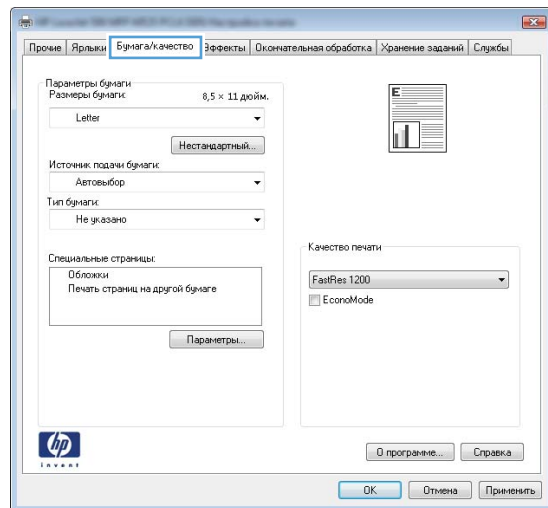 Прочие Ярлыки Бумага/качество Эффекты Окончательная обработка Хранение заданий Службы
Параметры бумаги
Размеры бумаги: 8,5 × 11 дюйм.
Letter
Нестандартный...
Источник подачи бумаги:
Автовыбор
Тип бумаги:
Не указано
Специальные страницы:
Обложки
Печать страниц на другой бумаге
Параметры...
E
Качество печати
FastRes 1200
EconoMode
hp
invent
О программе... Справка
OK Отмена Применить